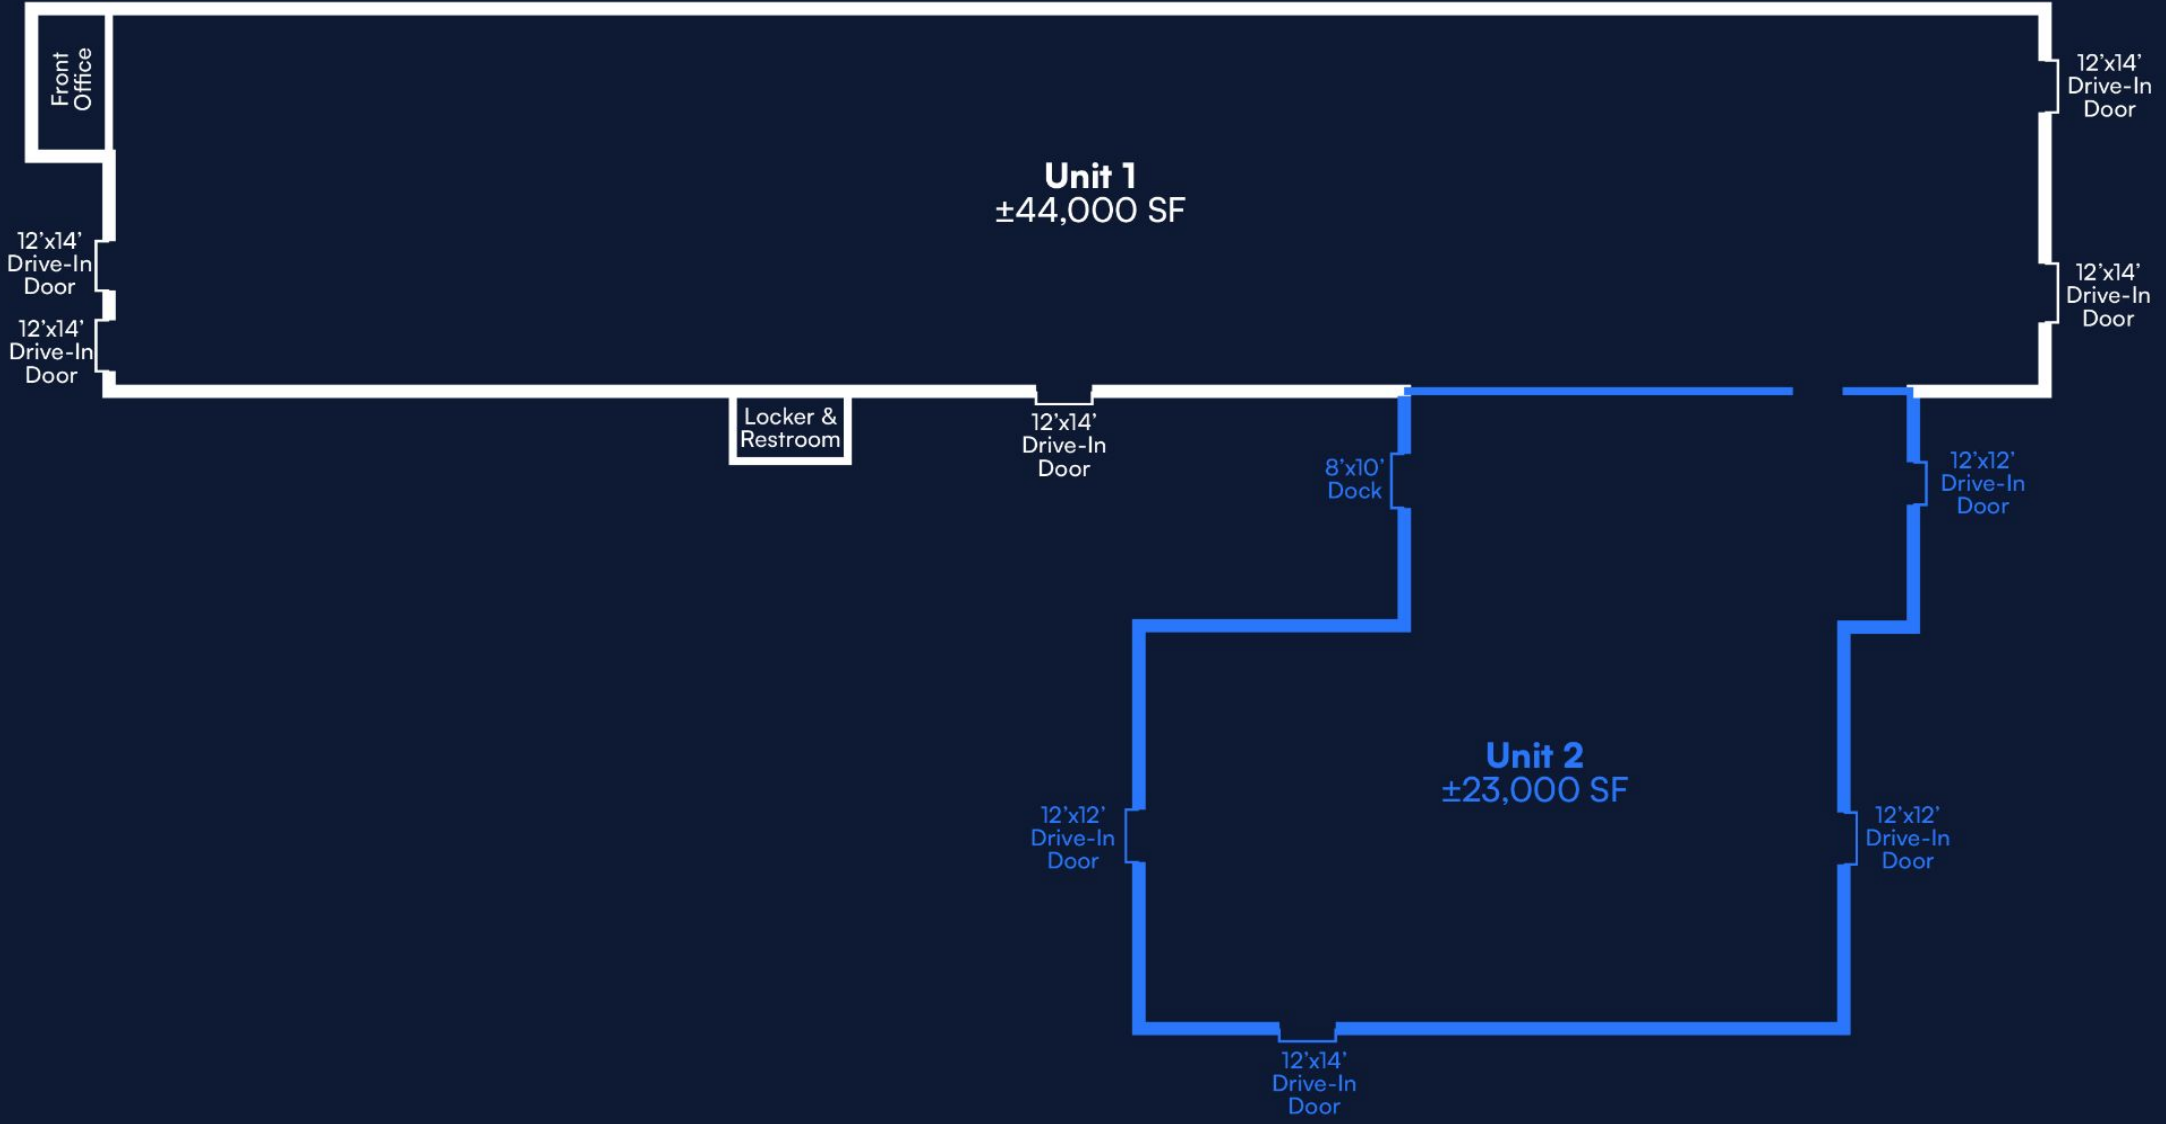 Front
Office
12'x14'
Drive-In
Door
Unit 1
±44,000 SF
12'x14'
Drive-In
Door
12'x14'
Drive-In
Door
12'x14'
Drive-In
Door
Locker &
Restroom
12'x14'
Drive-In
Door
8'x10'
Dock
12'x12'
Drive-In
Door
Unit 2
±23,000 SF
12'x12'
Drive-In
Door
12'x12'
Drive-In
Door
12'x14'
Drive-In
Door